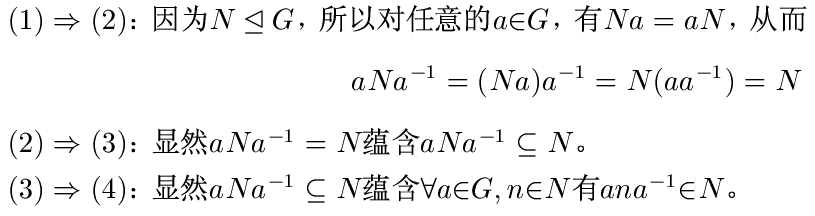 (1) ⇒ (2): 因为N ⊴ G, 所以对任意的a∈G, 有Na = aN, 从而
aNa⁻¹ = (Na)a⁻¹ = N(aa⁻¹) = N
(2) ⇒ (3): 显然aNa⁻¹ = N蕴含aNa⁻¹ ⊆ N。
(3) ⇒ (4): 显然aNa⁻¹ ⊆ N蕴含∀a∈G, n∈N有ana⁻¹∈N。